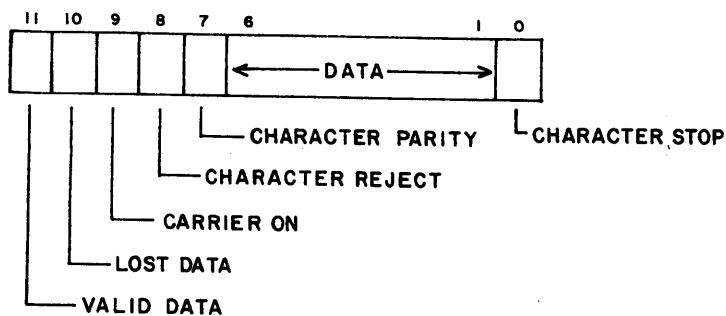 11 10 9 8 7 6 1 0
DATA
CHARACTER PARITY CHARACTER STOP
CHARACTER REJECT
CARRIER ON
LOST DATA
VALID DATA